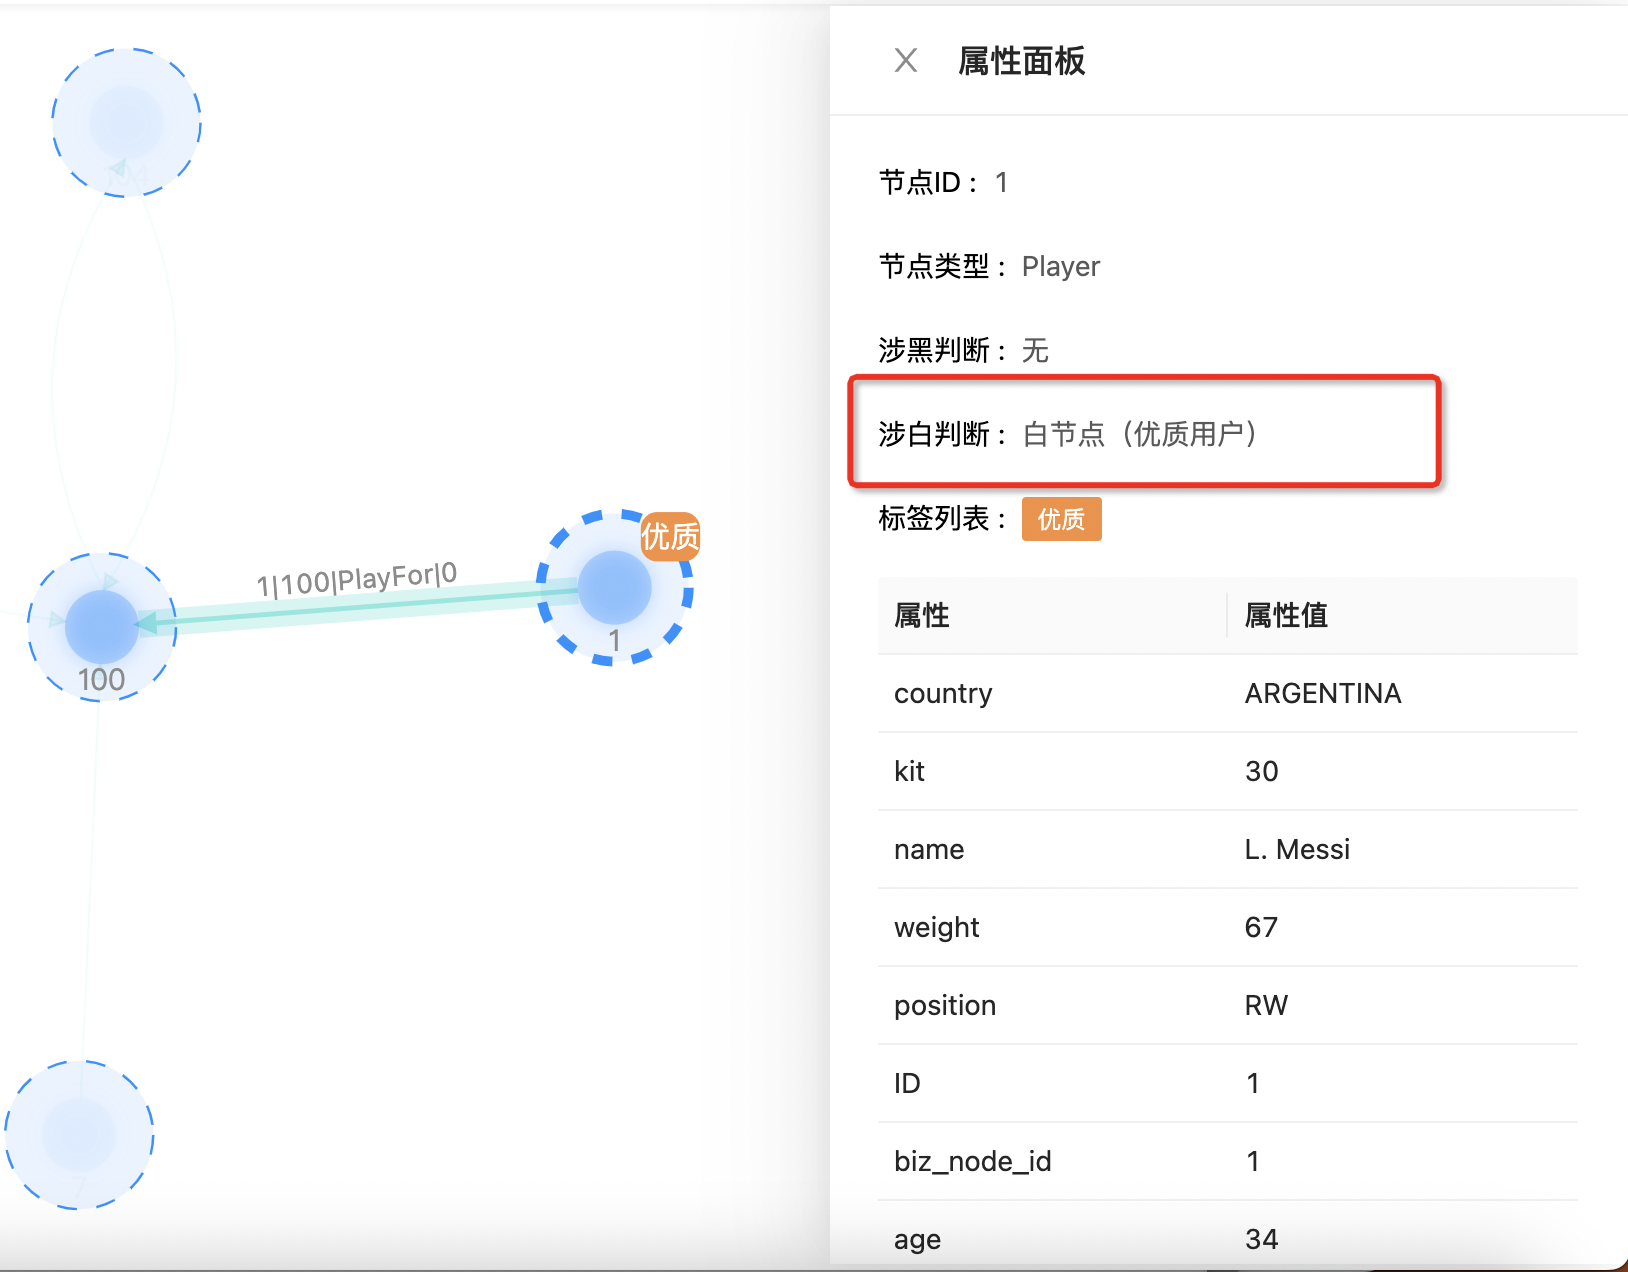 属性面板
节点ID： 1
节点类型： Player
涉黑判断： 无
涉白判断： 白节点（优质用户）
标签列表： 优质
属性 属性值
country ARGENTINA
kit 30
name L. Messi
weight 67
position RW
ID 1
biz_node_id 1
age 34
104
优质
1|100|PlayFor|0
1
100
7